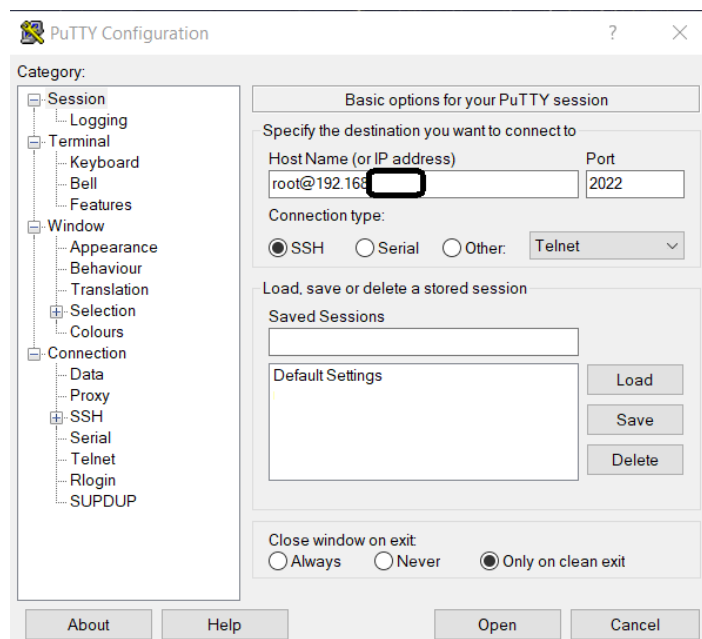 PuTTY Configuration
?
Category:
Session
Logging
Terminal
Keyboard
Bell
Features
Window
Appearance
Behaviour
Translation
Selection
Colours
Connection
Data
Proxy
SSH
Serial
Telnet
Rlogin
SUPDUP
Basic options for your PuTTY session
Specify the destination you want to connect to
Host Name (or IP address) Port
root@192.168 2022
Connection type:
SSH Serial Other: Telnet
Load, save or delete a stored session
Saved Sessions
Default Settings
Load
Save
Delete
Close window on exit:
Always Never Only on clean exit
About Help Open Cancel